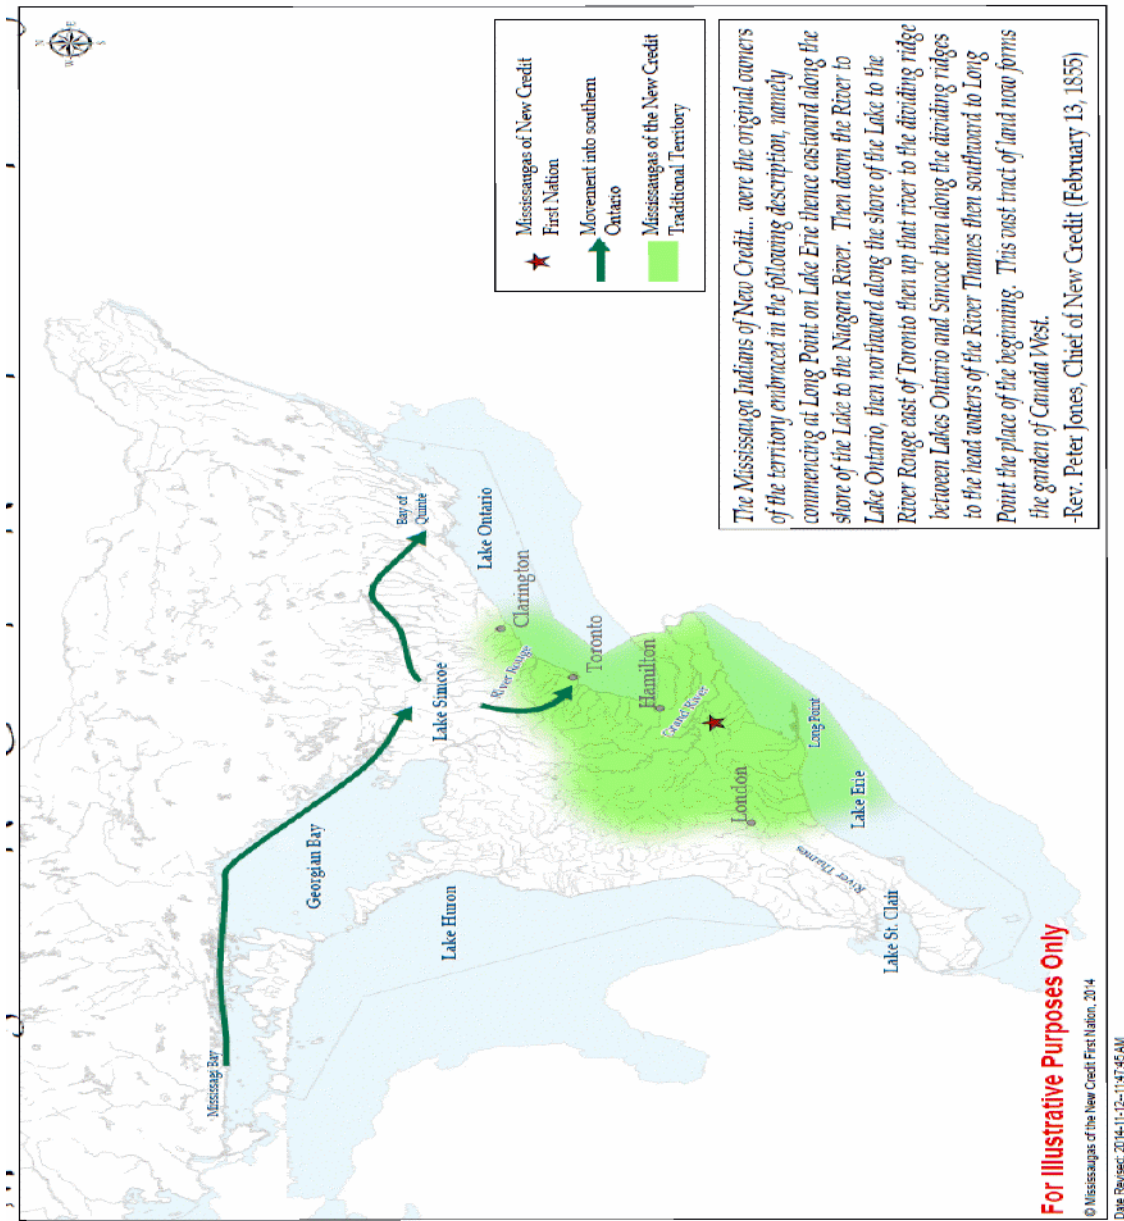 N
W
E
S
Mississagi Bay
Georgian Bay
Lake Huron
Lake Simcoe
Bay of
Quinte
Lake Ontario
Clarington
River Rouge
Toronto
Hamilton
Grand River
London
Long Point
Lake Erie
River Thames
Lake St. Clair
Mississaugas of New Credit
First Nation
Movement into southern
Ontario
Mississaugas of the New Credit
Traditional Territory
The Mississauga Indians of New Credit... were the original owners
of the territory embraced in the following description, namely
commencing at Long Point on Lake Erie thence eastward along the
shore of the Lake to the Niagara River. Then down the River to
Lake Ontario, then northward along the shore of the Lake to the
River Rouge east of Toronto then up that river to the dividing ridge
between Lakes Ontario and Simcoe then along the dividing ridges
to the head waters of the River Thames then southward to Long
Point the place of the beginning. This vast tract of land now forms
the garden of Canada West.
-Rev. Peter Jones, Chief of New Credit (February 13, 1855)
For Illustrative Purposes Only
© Mississaugas of the New Credit First Nation, 2014
Date Revised: 2014-11-12--11:47:45 AM